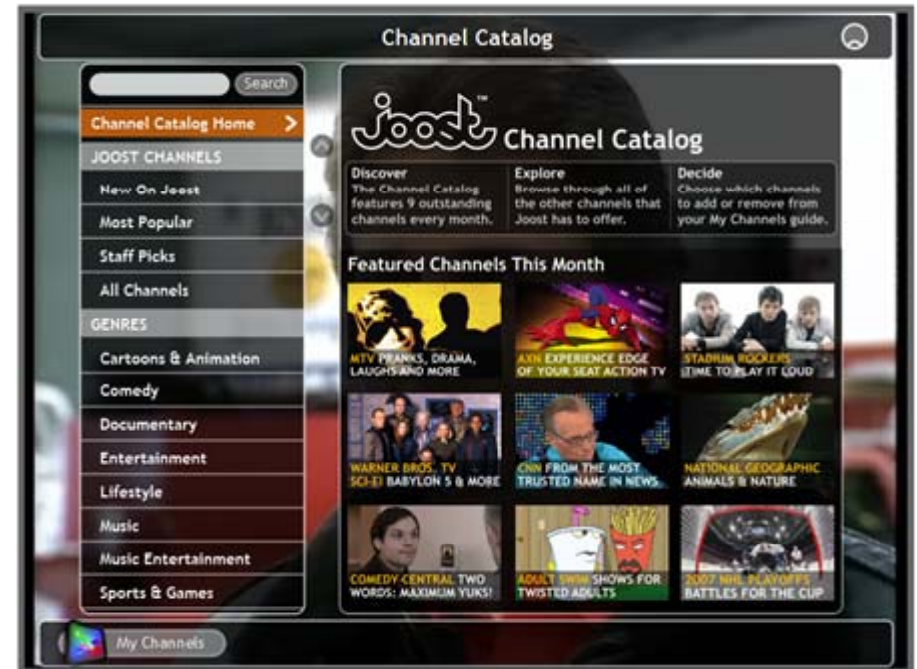 Channel Catalog
Search
Channel Catalog Home
JOOST CHANNELS
New On Joost
Most Popular
Staff Picks
All Channels
GENRES
Cartoons & Animation
Comedy
Documentary
Entertainment
Lifestyle
Music
Music Entertainment
Sports & Games
Joost™ Channel Catalog
Discover
The Channel Catalog
features 9 outstanding
channels every month.
Explore
Browse through all of
the other channels that
Joost has to offer.
Decide
Choose which channels
to add or remove from
your My Channels guide.
Featured Channels This Month
MTV PRANKS, DRAMA,
LAUGHS AND MORE
AXN EXPERIENCE EDGE
OF YOUR SEAT ACTION TV
STADIUM ROCKERS
TIME TO PLAY IT LOUD
WARNER BROS. TV
SCI-FI BABYLON 5 & MORE
CNN FROM THE MOST
TRUSTED NAME IN NEWS
NATIONAL GEOGRAPHIC
ANIMALS & NATURE
COMEDY CENTRAL TWO
WORDS: MAXIMUM YUKS!
ADULT SWIM SHOWS FOR
TWISTED ADULTS
2007 NHL PLAYOFFS
BATTLES FOR THE CUP
My Channels